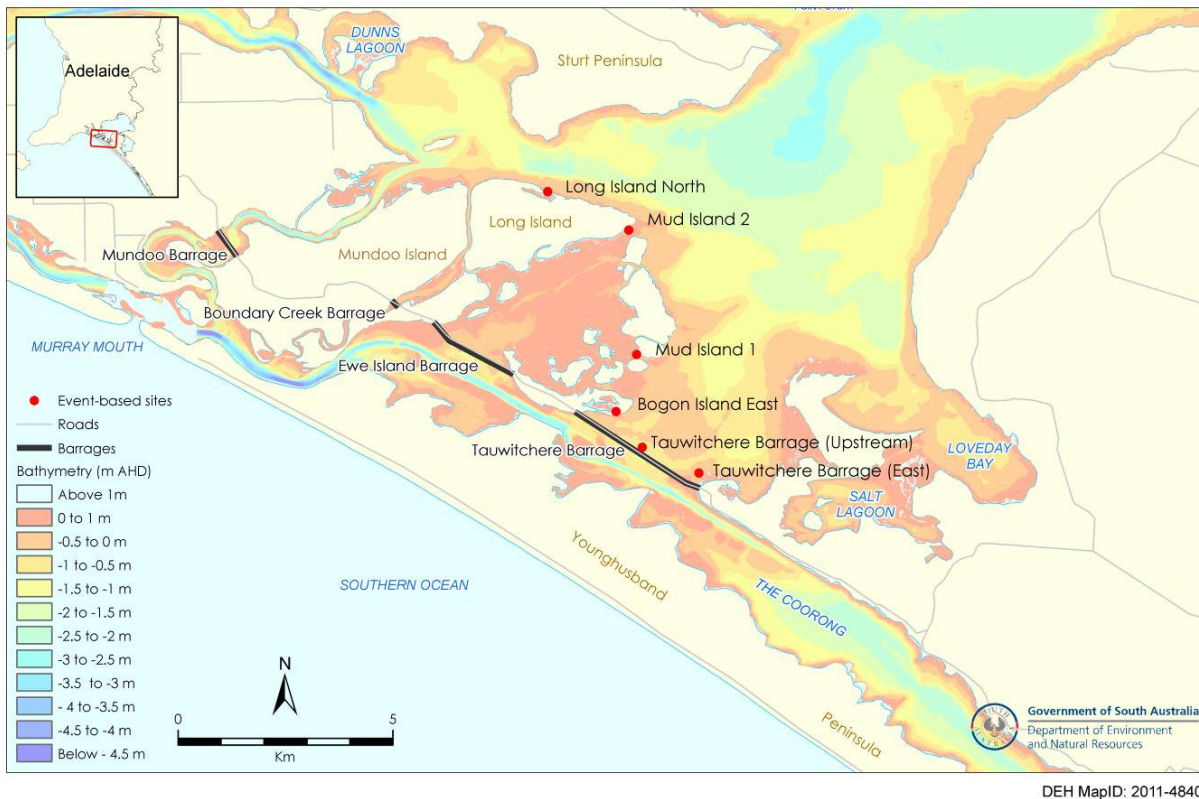 Adelaide
DUNNS
LAGOON
Sturt Peninsula
Long Island North
Long Island
Mud Island 2
Mundoo Island
Mundoo Barrage
Boundary Creek Barrage
MURRAY MOUTH
Ewe Island Barrage
Mud Island 1
Bogon Island East
Tauwitchere Barrage (Upstream)
Tauwitchere Barrage
Tauwitchere Barrage (East)
LOVEDAY
BAY
SALT
LAGOON
Younghusband
Peninsula
THE COORONG
SOUTHERN OCEAN
Event-based sites
Roads
Barrages
Bathymetry (m AHD)
Above 1m
0 to 1 m
-0.5 to 0 m
-1 to -0.5 m
-1.5 to -1 m
-2 to -1.5 m
-2.5 to -2 m
-3 to -2.5 m
-3.5 to -3 m
- 4 to -3.5 m
-4.5 to -4 m
Below - 4.5 m
N
0 5
Km
Government of South Australia
Department of Environment
and Natural Resources
DEH MapID: 2011-4840